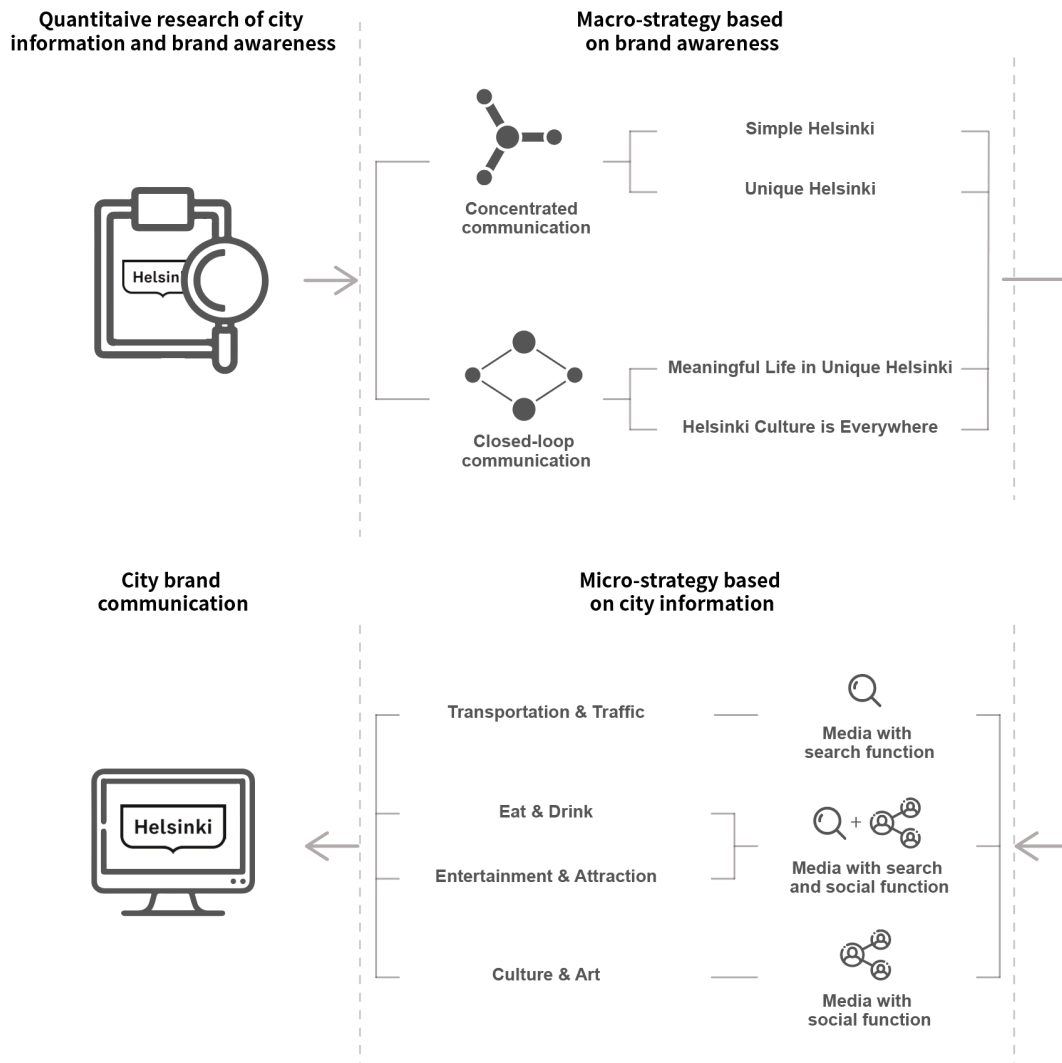 Quantitaive research of city
information and brand awareness
Macro-strategy based
on brand awareness
Helsin
Concentrated
communication
Simple Helsinki
Unique Helsinki
Closed-loop
communication
Meaningful Life in Unique Helsinki
Helsinki Culture is Everywhere
City brand
communication
Micro-strategy based
on city information
Helsinki
Transportation & Traffic
Media with
search function
Eat & Drink
Entertainment & Attraction
+
Media with search
and social function
Culture & Art
Media with
social function